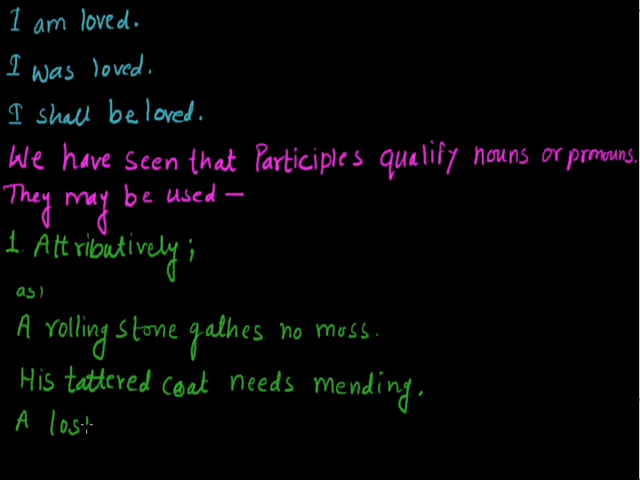 I am loved.
I was loved.
I shall be loved.
We have seen that Participles qualify nouns or pronouns.
They may be used —
1. Attributively;
as,
A rolling stone gathes no moss.
His tattered coat needs mending.
A los